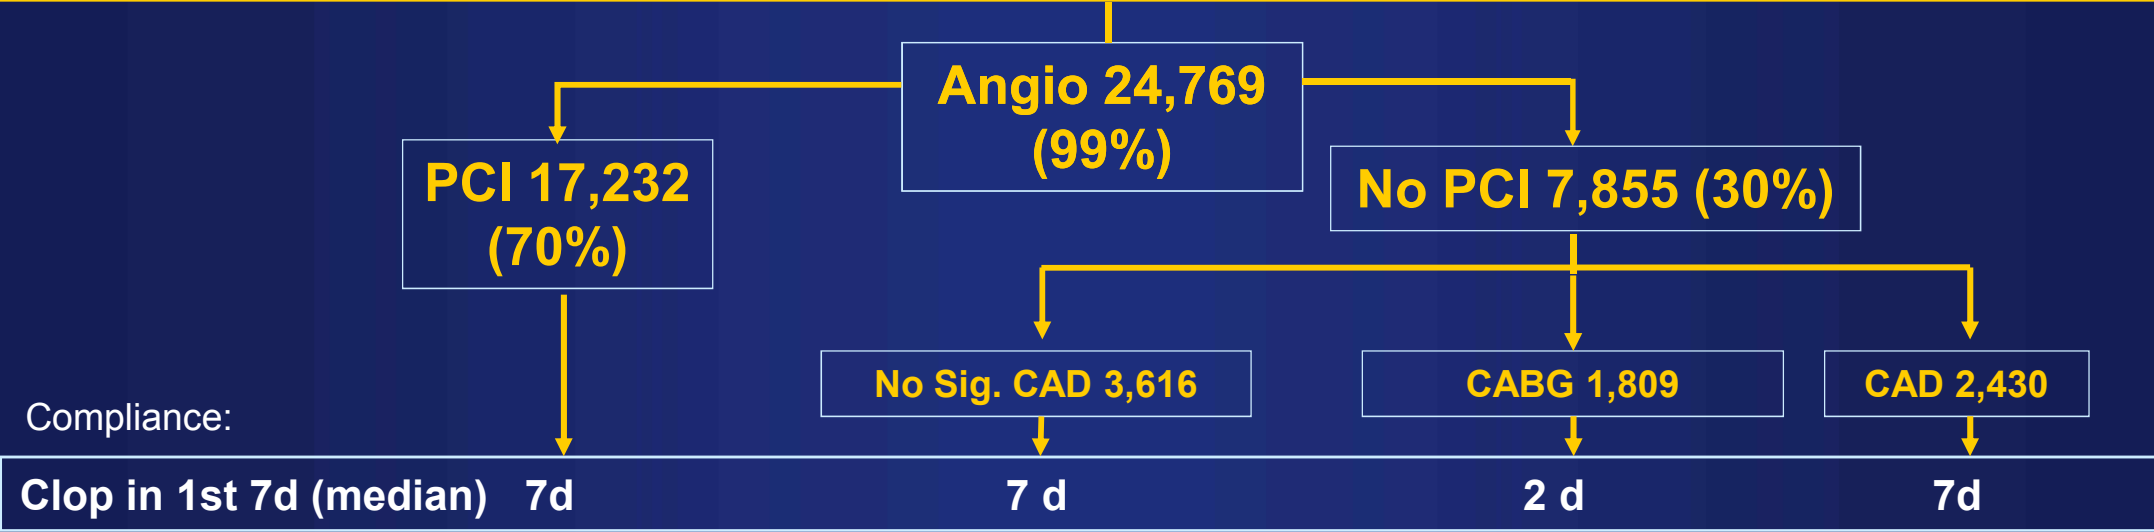 Angio 24,769
(99%)
PCI 17,232
(70%)
No PCI 7,855 (30%)
No Sig. CAD 3,616
CABG 1,809
CAD 2,430
Compliance:
Clop in 1st 7d (median) 7d 7 d 2 d 7d